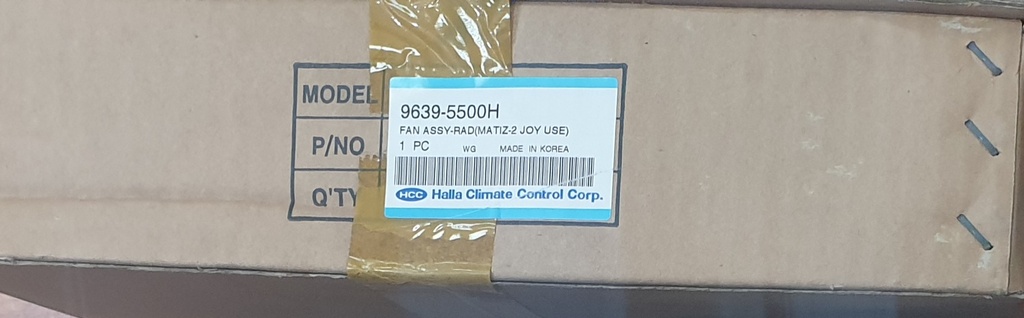 MODEL
P/NO
Q'TY
9639-5500H
FAN ASSY-RAD(MATIZ-2 JOY USE)
1 PC WG MADE IN KOREA
HCC Halla Climate Control Corp.